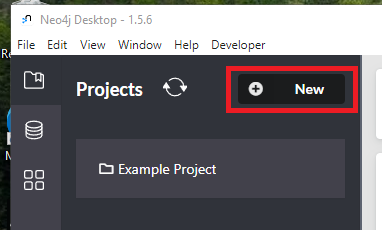 Neo4j Desktop - 1.5.6
File Edit View Window Help Developer
Projects New
Example Project